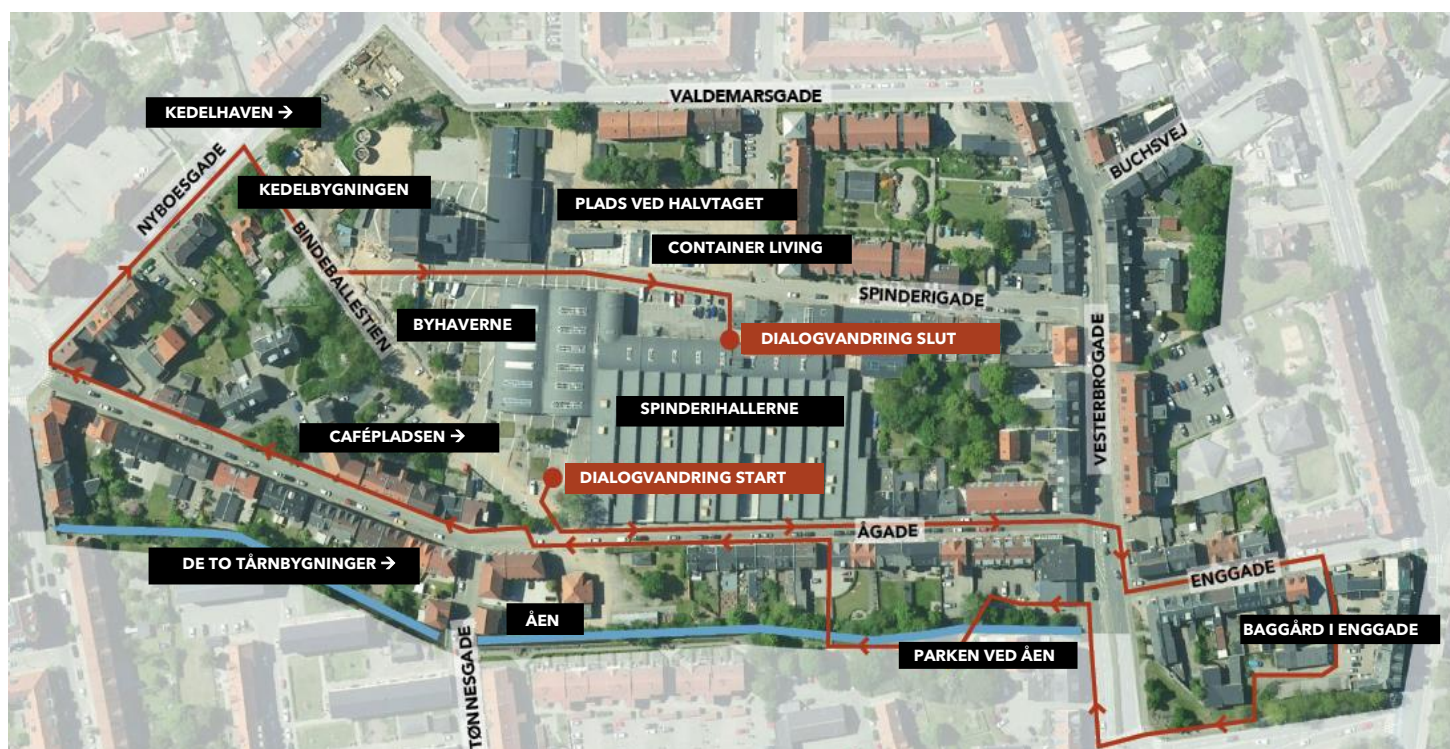 VALDEMARSGADE
KEDELHAVEN →
BUCHSVEJ
NYBOESGADE
KEDELBYGNINGEN
PLADS VED HALVTAGET
BINDEBALLESTIEN
CONTAINER LIVING
SPINDERIGADE
BYHAVERNE
DIALOGVANDRING SLUT
VESTERBROGADE
SPINDERIHALLERNE
CAFÉPLADSEN →
DIALOGVANDRING START
ÅGADE
DE TO TÅRNBYGNINGER →
ENGGADE
ÅEN
BAGGÅRD I ENGGADE
PARKEN VED ÅEN
TØNNESGADE